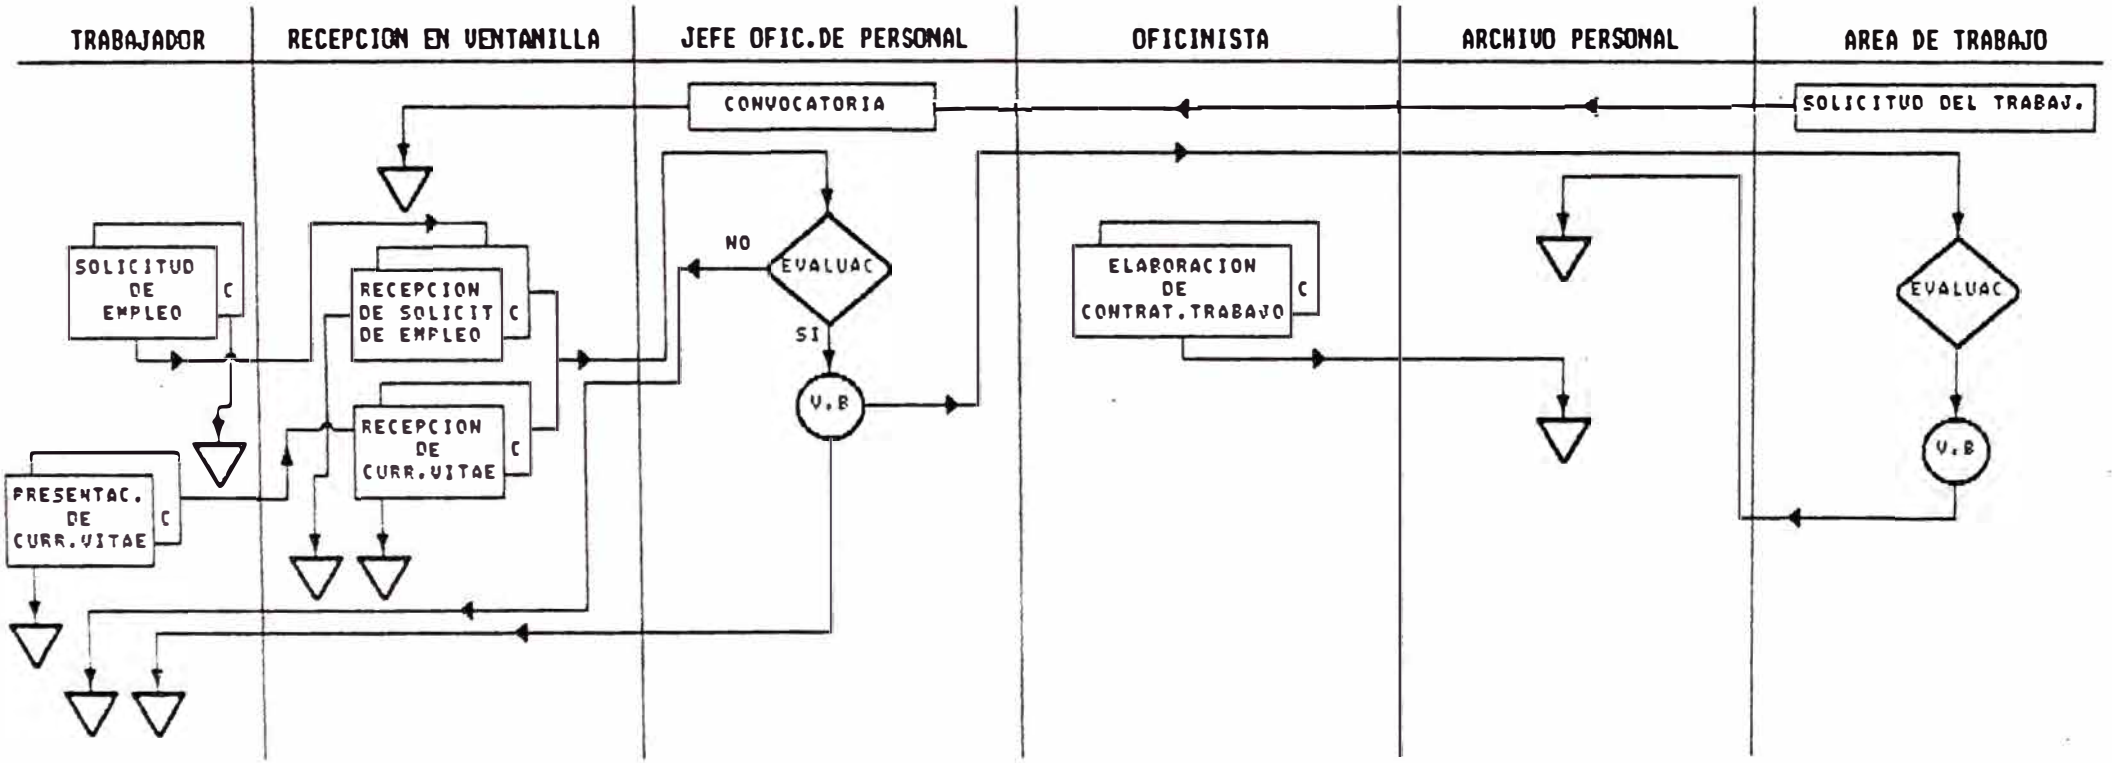 TRABAJADOR
RECEPCION EN VENTANILLA
JEFE OFIC.DE PERSONAL
OFICINISTA
ARCHIVO PERSONAL
AREA DE TRABAJO
CONVOCATORIA
SOLICITUD DEL TRABAJ.
SOLICITUD
DE
EMPLEO
C
RECEPCION
DE SOLICIT
DE EMPLEO
C
NO
EVALUAC
SI
V.B
ELABORACION
DE
CONTRAT.TRABAJO
C
EVALUAC
V.B
RECEPCION
DE
CURR.VITAE
C
PRESENTAC.
DE
CURR.VITAE
C